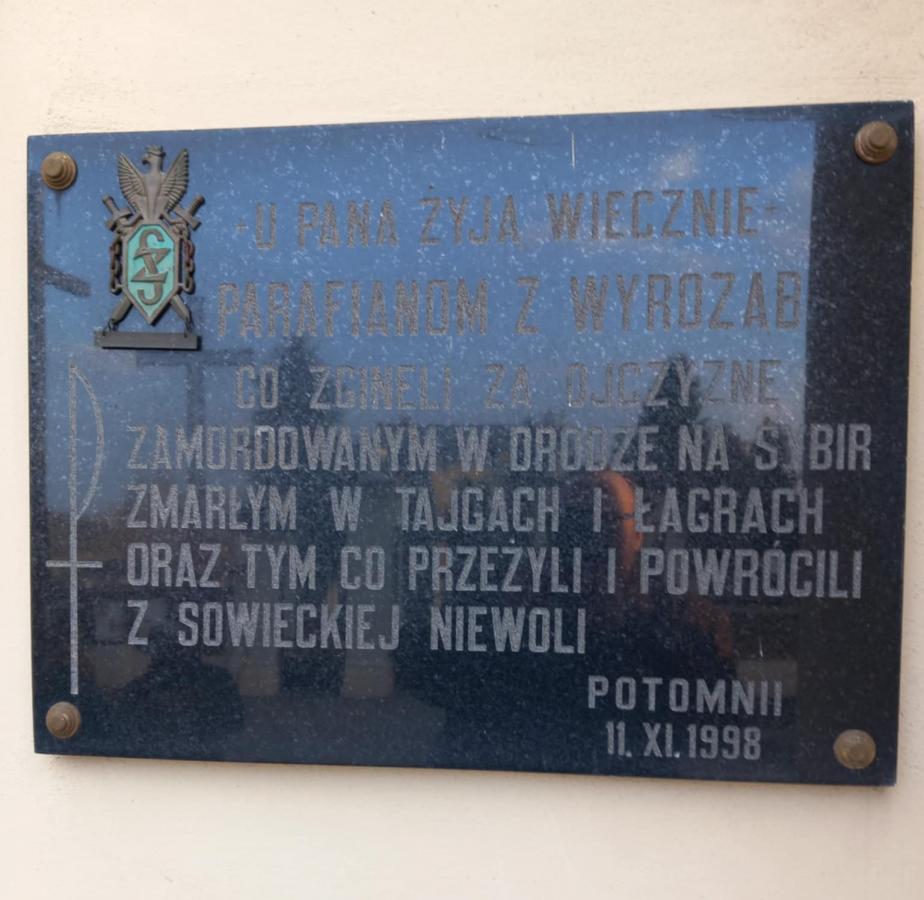 - U PANA ŻYJĄ WIECZNIE -
PARAFIANOM Z WYROZĄB
CO ZGINĘLI ZA OJCZYZNĘ
ZAMORDOWANYM W DRODZE NA SYBIR
ZMARŁYM W TAJGACH I ŁAGRACH
ORAZ TYM CO PRZEŻYLI I POWRÓCILI
Z SOWIECKIEJ NIEWOLI
POTOMNII
11. XI. 1998